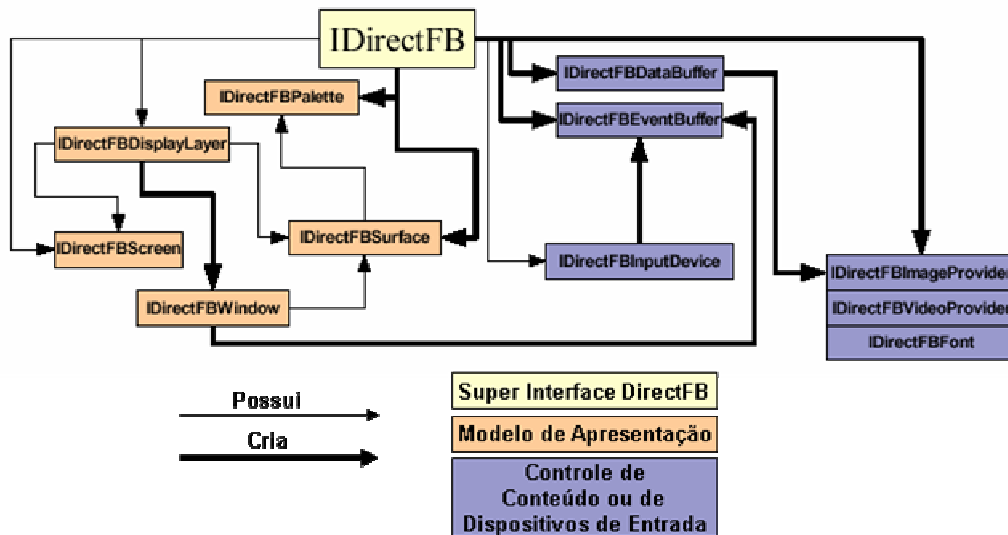 IDirectFB
IDirectFBDataBuffer
IDirectFBPalette
IDirectFBEventBuffer
IDirectFBDisplayLayer
IDirectFBSurface
IDirectFBScreen
IDirectFBInputDevice
IDirectFBImageProvider
IDirectFBWindow
IDirectFBVideoProvider
IDirectFBFont
Possui
Cria
Super Interface DirectFB
Modelo de Apresentação
Controle de
Conteúdo ou de
Dispositivos de Entrada